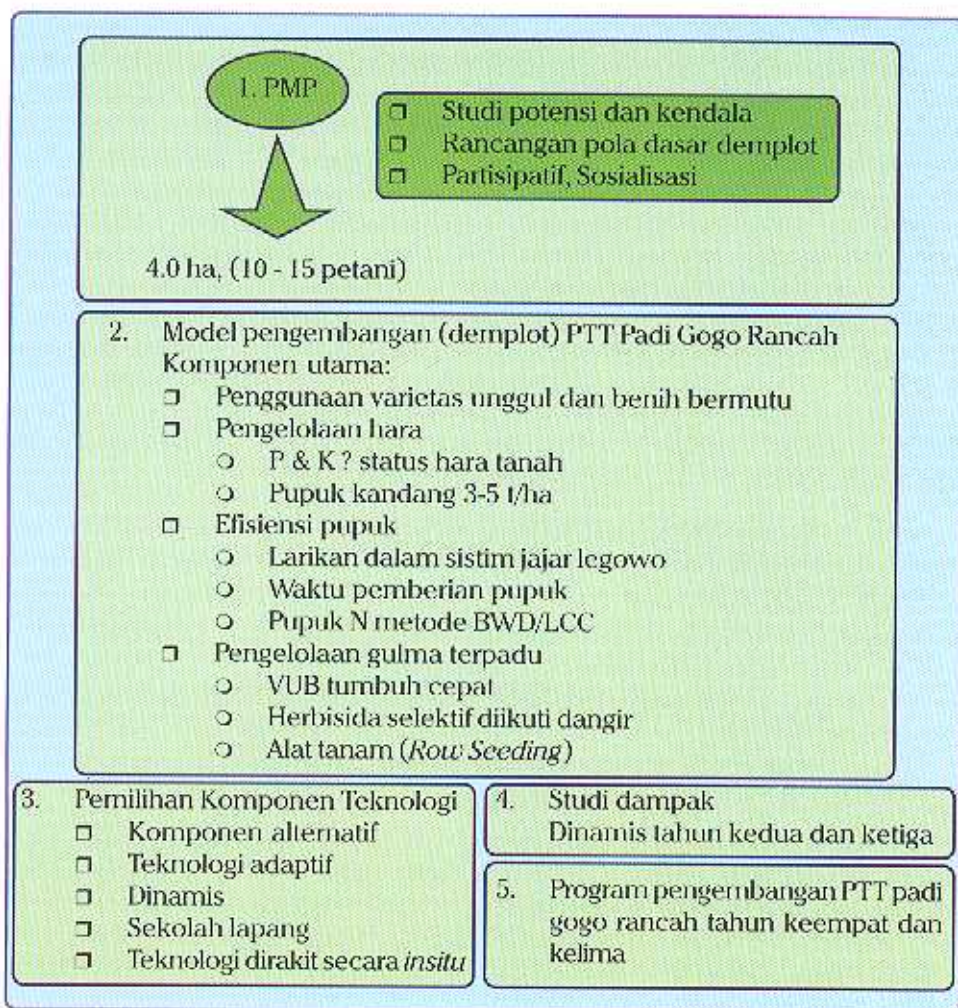 1. PMP
❒ Studi potensi dan kendala
❒ Rancangan pola dasar demplot
❒ Partisipatif, Sosialisasi
4.0 ha, (10 - 15 petani)
2. Model pengembangan (demplot) PTT Padi Gogo Rancah
Komponen utama:
❒ Penggunaan varietas unggul dan benih bermutu
❒ Pengelolaan hara
❍ P & K ? status hara tanah
❍ Pupuk kandang 3-5 t/ha
❒ Efisiensi pupuk
❍ Larikan dalam sistim jajar legowo
❍ Waktu pemberian pupuk
❍ Pupuk N metode BWD/LCC
❒ Pengelolaan gulma terpadu
❍ VUB tumbuh cepat
❍ Herbisida selektif diikuti dangir
❍ Alat tanam (Row Seeding)
3. Pemilihan Komponen Teknologi
❒ Komponen alternatif
❒ Teknologi adaptif
❒ Dinamis
❒ Sekolah lapang
❒ Teknologi dirakit secara insitu
4. Studi dampak
Dinamis tahun kedua dan ketiga
5. Program pengembangan PTT padi
gogo rancah tahun keempat dan
kelima